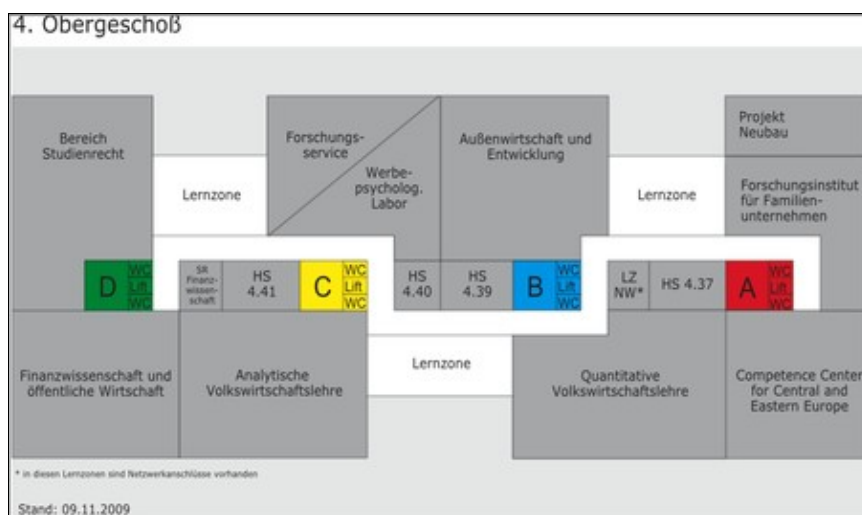 4. Obergeschoß
Bereich
Studienrecht
Lernzone
Forschungs-
service
Werbe-
psycholog.
Labor
Außenwirtschaft und
Entwicklung
Lernzone
Projekt
Neubau
Forschungsinstitut
für Familien-
unternehmen
D
WC
Lift
WC
SR
Finanz-
wissen-
schaft
HS
4.41
C
WC
Lift
WC
HS
4.40
HS
4.39
B
WC
Lift
WC
LZ
NW*
HS 4.37
A
WC
Lift
WC
Finanzwissenschaft und
öffentliche Wirtschaft
Analytische
Volkswirtschaftslehre
Lernzone
Quantitative
Volkswirtschaftslehre
Competence Center
for Central and
Eastern Europe
* in diesen Lernzonen sind Netzwerkanschlüsse vorhanden
Stand: 09.11.2009